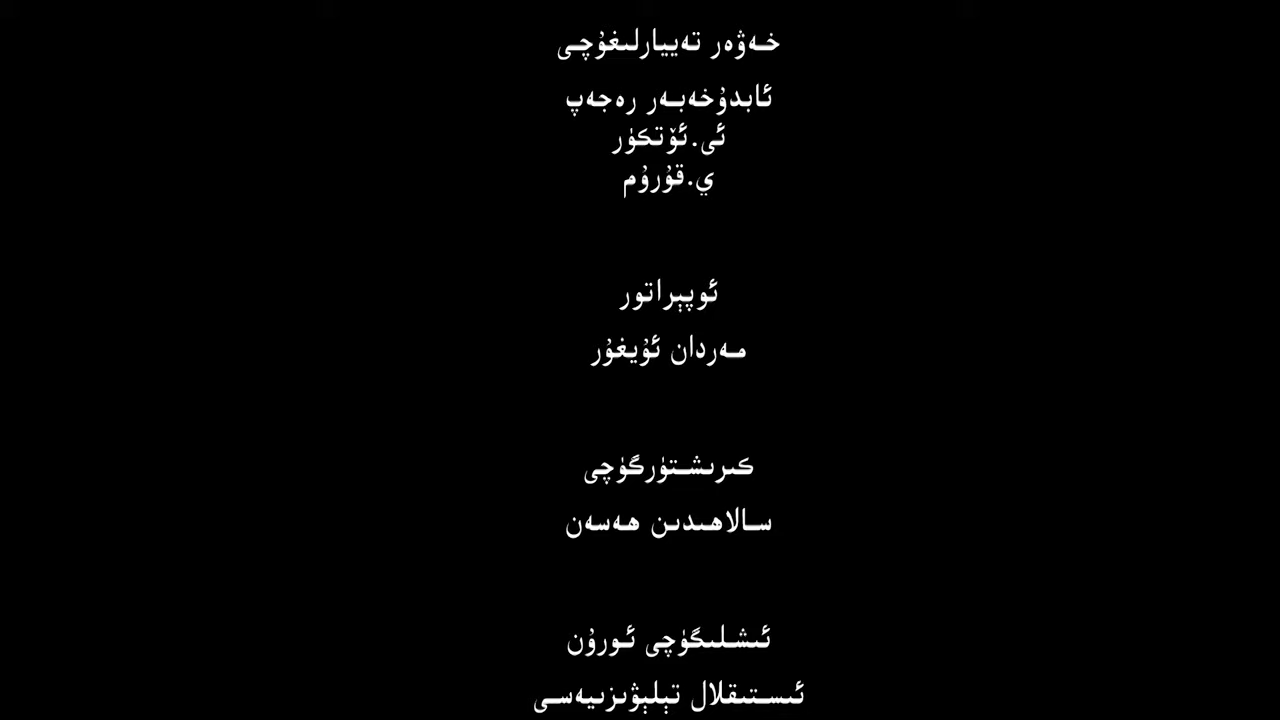 خەۋەر تەييارلىغۇچى
ئابدۇخەبەر رەجەپ
ئى.ئۆتكۈر
ي.قۇرۇم
ئوپېراتور
مەردان ئۇيغۇر
كىرىشتۈرگۈچى
سالاھىدىن ھەسەن
ئىشلىگۈچى ئورۇن
ئىستىقلال تېلېۋىزىيەسى